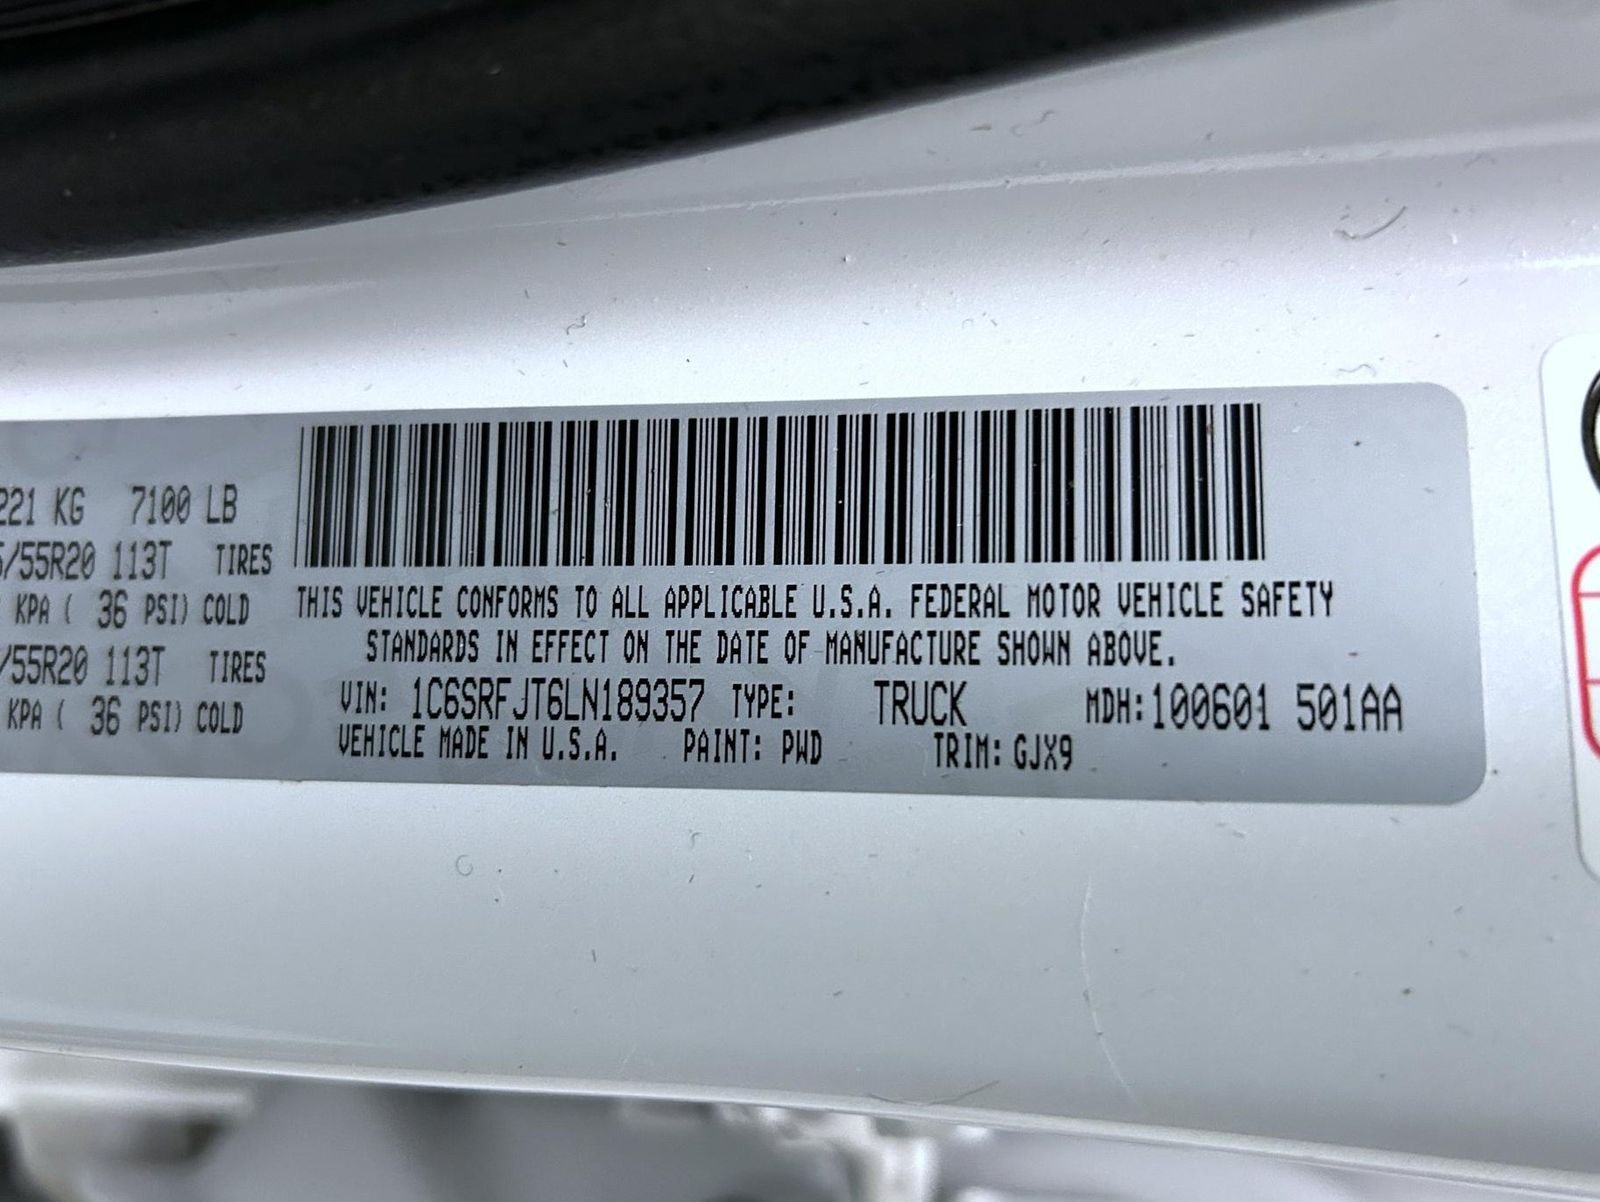 221 KG 7100 LB
/55R20 113T TIRES
KPA ( 36 PSI) COLD
/55R20 113T TIRES
KPA ( 36 PSI) COLD
THIS VEHICLE CONFORMS TO ALL APPLICABLE U.S.A. FEDERAL MOTOR VEHICLE SAFETY
STANDARDS IN EFFECT ON THE DATE OF MANUFACTURE SHOWN ABOVE.
VIN: 1C6SRFJT6LN189357 TYPE: TRUCK MDH:100601 501AA
VEHICLE MADE IN U.S.A. PAINT: PWD TRIM: GJX9